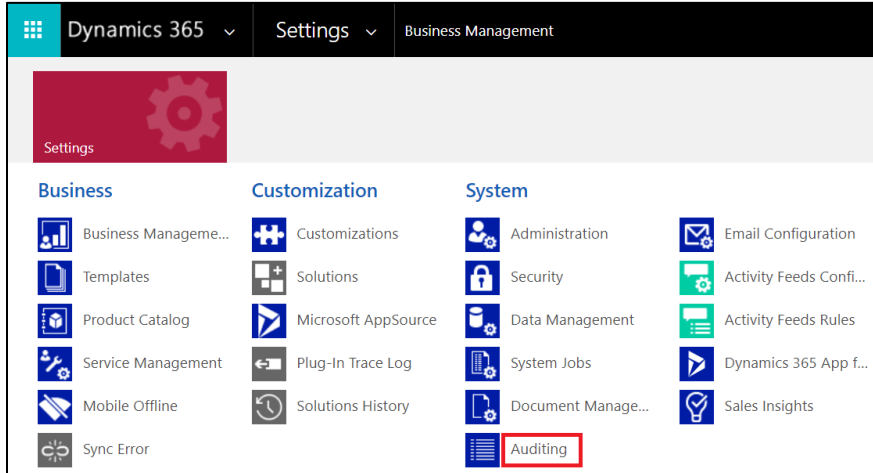 Dynamics 365 Settings Business Management
Settings
Business
Business Manageme...
Templates
Product Catalog
Service Management
Mobile Offline
Sync Error
Customization
Customizations
Solutions
Microsoft AppSource
Plug-In Trace Log
Solutions History
System
Administration
Security
Data Management
System Jobs
Document Manage...
Auditing
Email Configuration
Activity Feeds Confi...
Activity Feeds Rules
Dynamics 365 App f...
Sales Insights